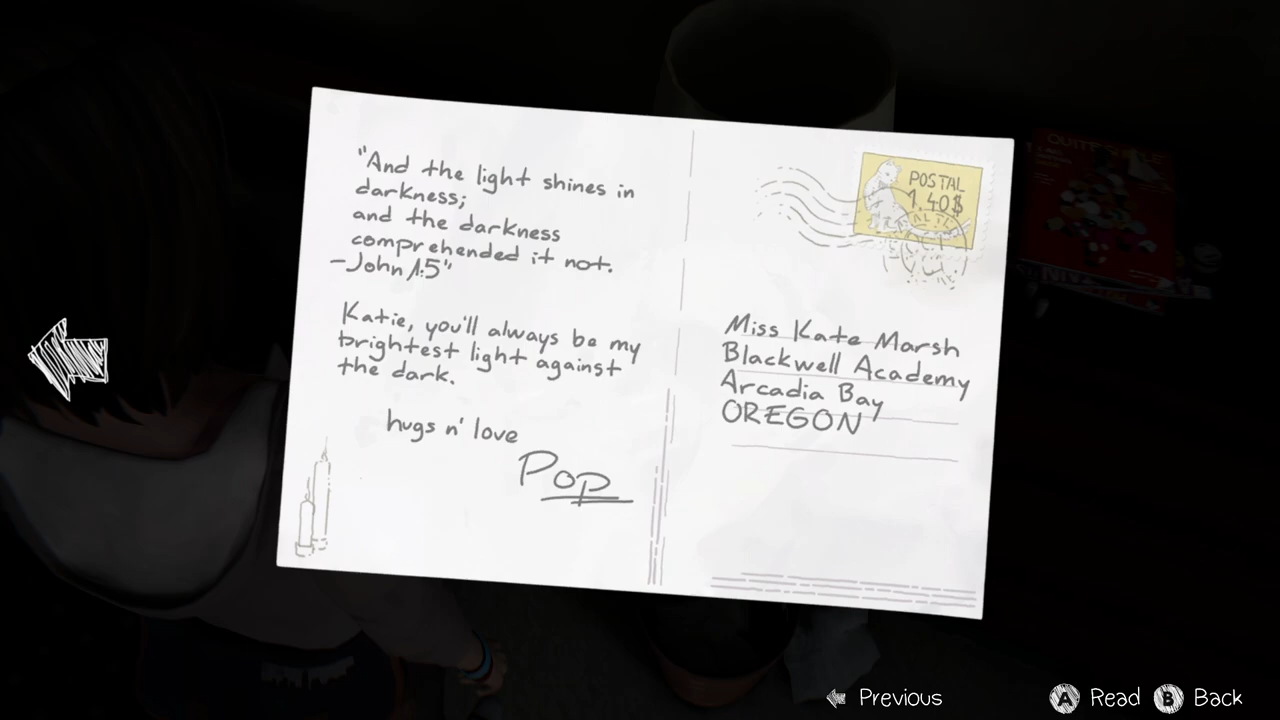 "And the light shines in
darkness;
and the darkness
comprehended it not.
-John 1:5"
Katie, you'll always be my
brightest light against
the dark.
hugs n' love
Pop
POSTAL
1.40$
Miss Kate Marsh
Blackwell Academy
Arcadia Bay
OREGON
Previous
A Read
B Back